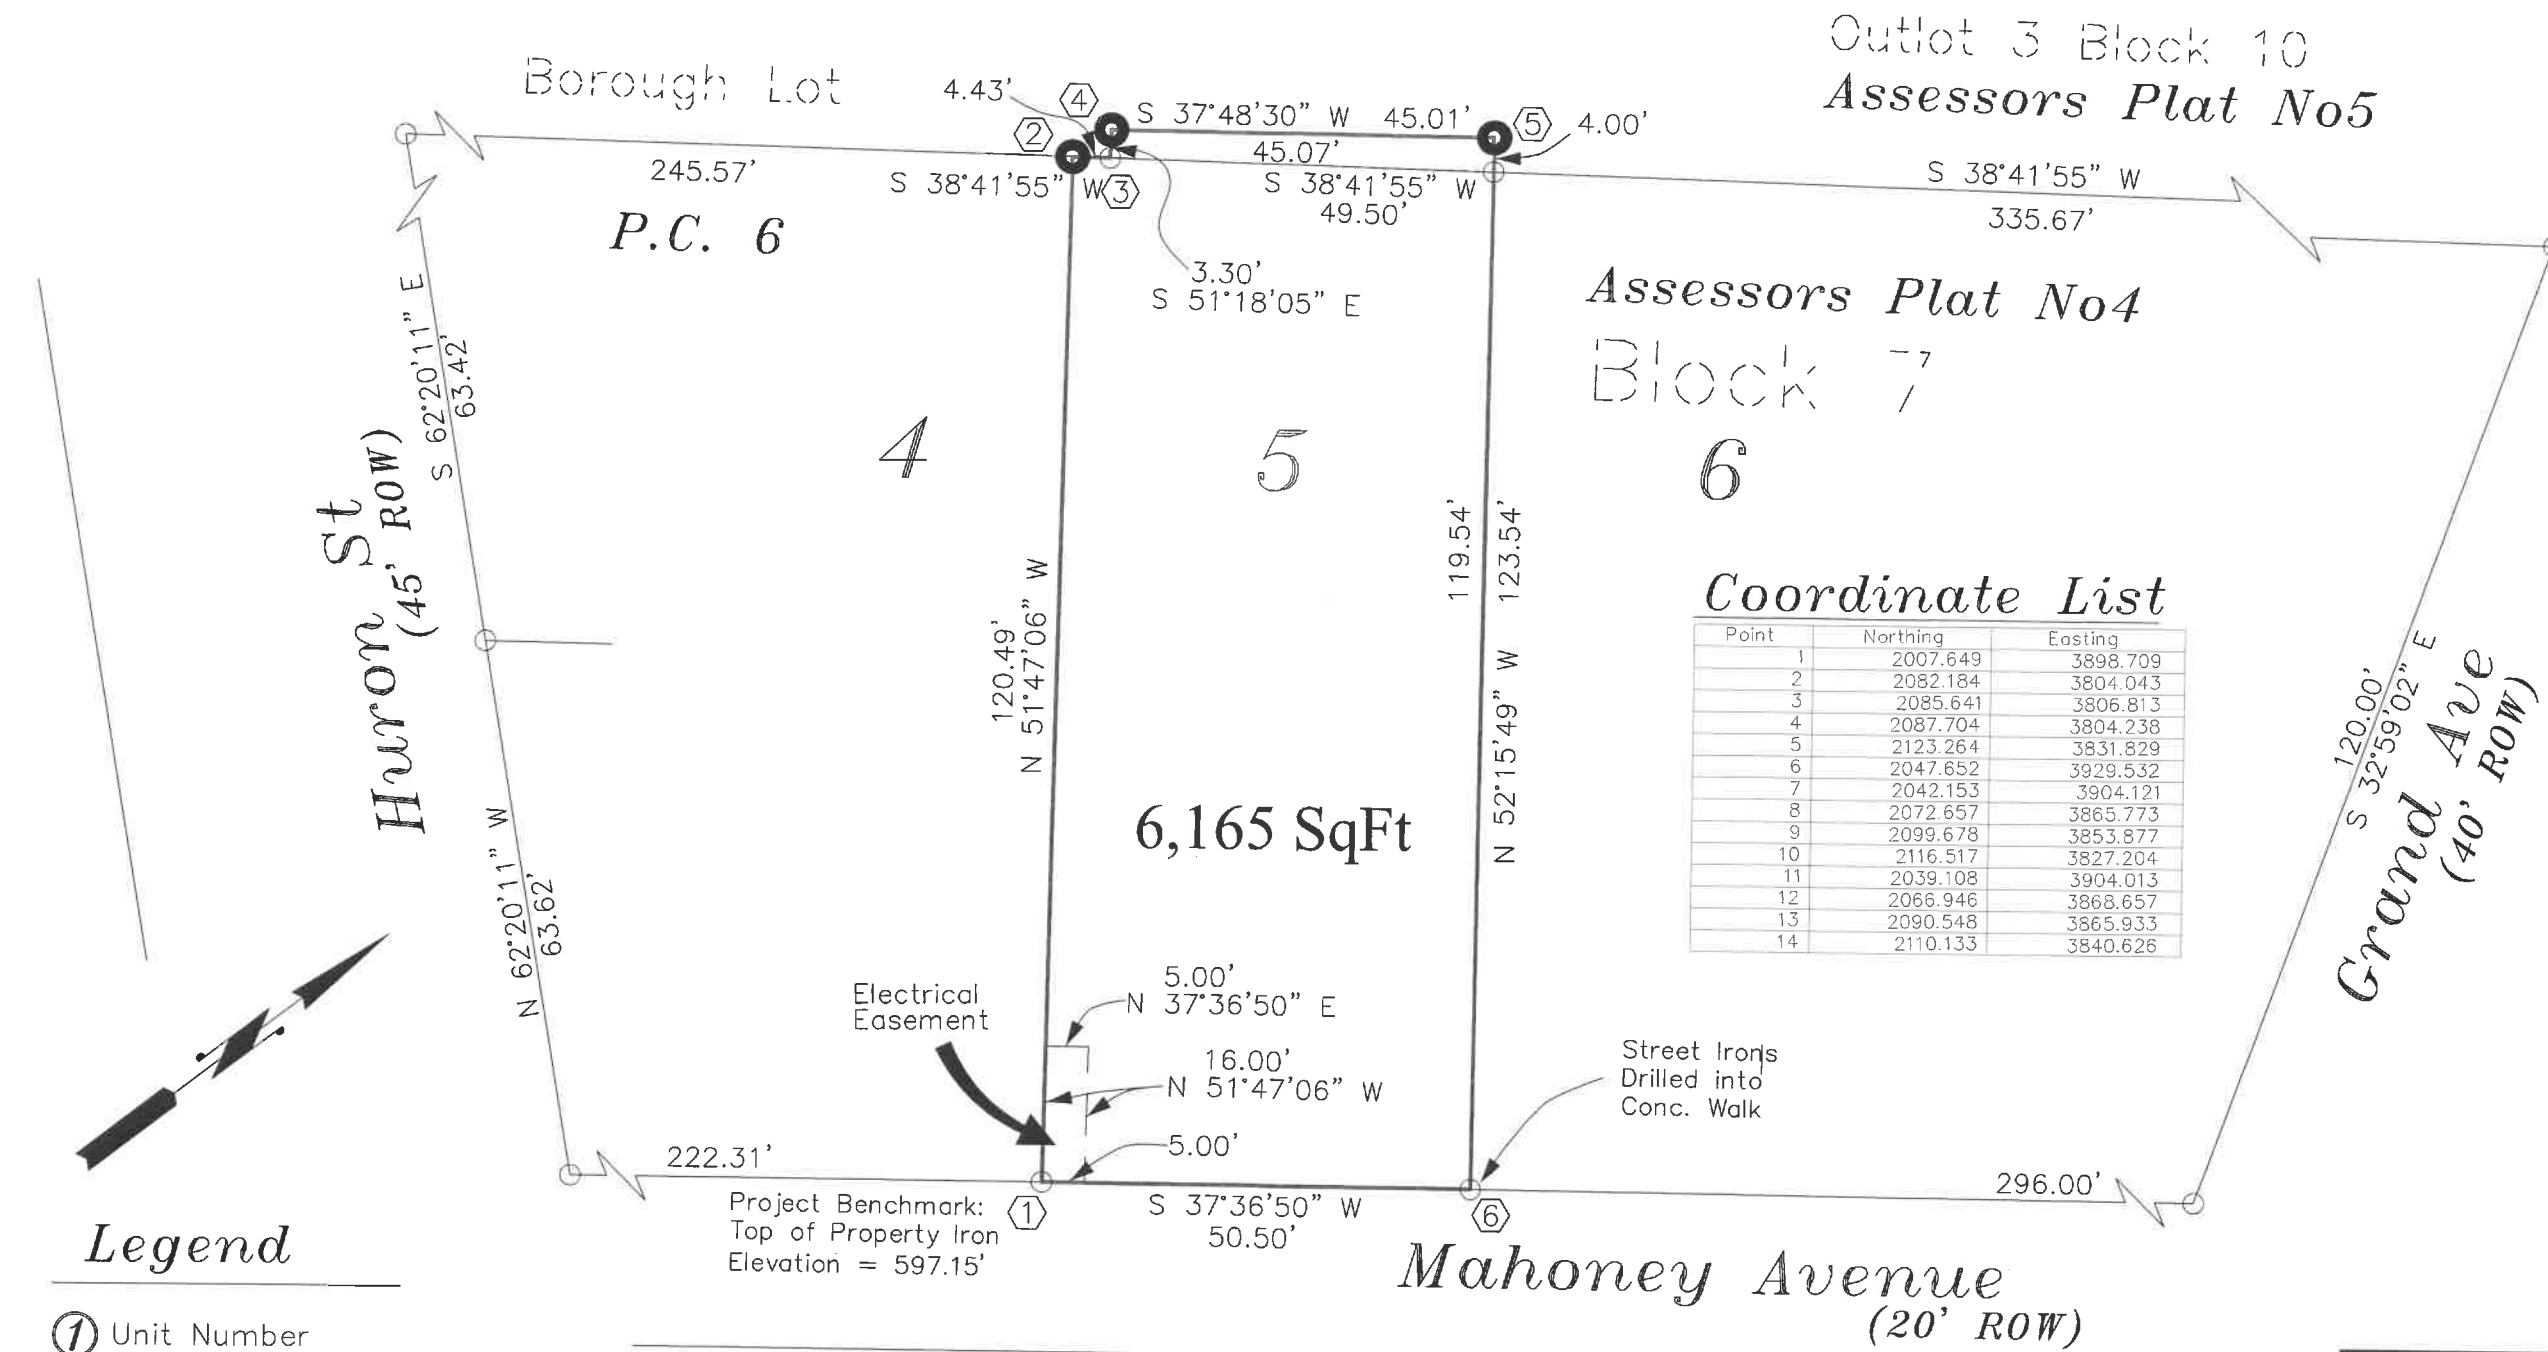 Outlot 3 Block 10
Assessors Plat No5
Borough Lot
4.43'
4
S 37°48'30" W 45.01'
5
4.00'
2
45.07'
245.57'
S 38°41'55" W
3
S 38°41'55" W
49.50'
S 38°41'55" W
335.67'
P.C. 6
3.30'
S 51°18'05" E
Assessors Plat No4
Block 7
4
5
6
S 62°20'11" E
63.42'
Huron St
(45' ROW)
N 62°20'11" W
63.62'
120.49'
N 51°47'06" W
119.54'
N 52°15'49" W 123.54'
6,165 SqFt
Coordinate List
Point Northing Easting
1 2007.649 3898.709
2 2082.184 3804.043
3 2085.641 3806.813
4 2087.704 3804.238
5 2123.264 3831.829
6 2047.652 3929.532
7 2042.153 3904.121
8 2072.657 3865.773
9 2099.678 3853.877
10 2116.517 3827.204
11 2039.108 3904.013
12 2066.946 3868.657
13 2090.548 3865.933
14 2110.133 3840.626
120.00'
S 32°59'02" E
Grand Ave
(40' ROW)
Electrical
Easement
5.00'
N 37°36'50" E
16.00'
N 51°47'06" W
5.00'
Street Irons
Drilled into
Conc. Walk
222.31'
296.00'
Project Benchmark:
Top of Property Iron
Elevation = 597.15'
1
S 37°36'50" W
50.50'
6
Mahoney Avenue
(20' ROW)
Legend
1 Unit Number